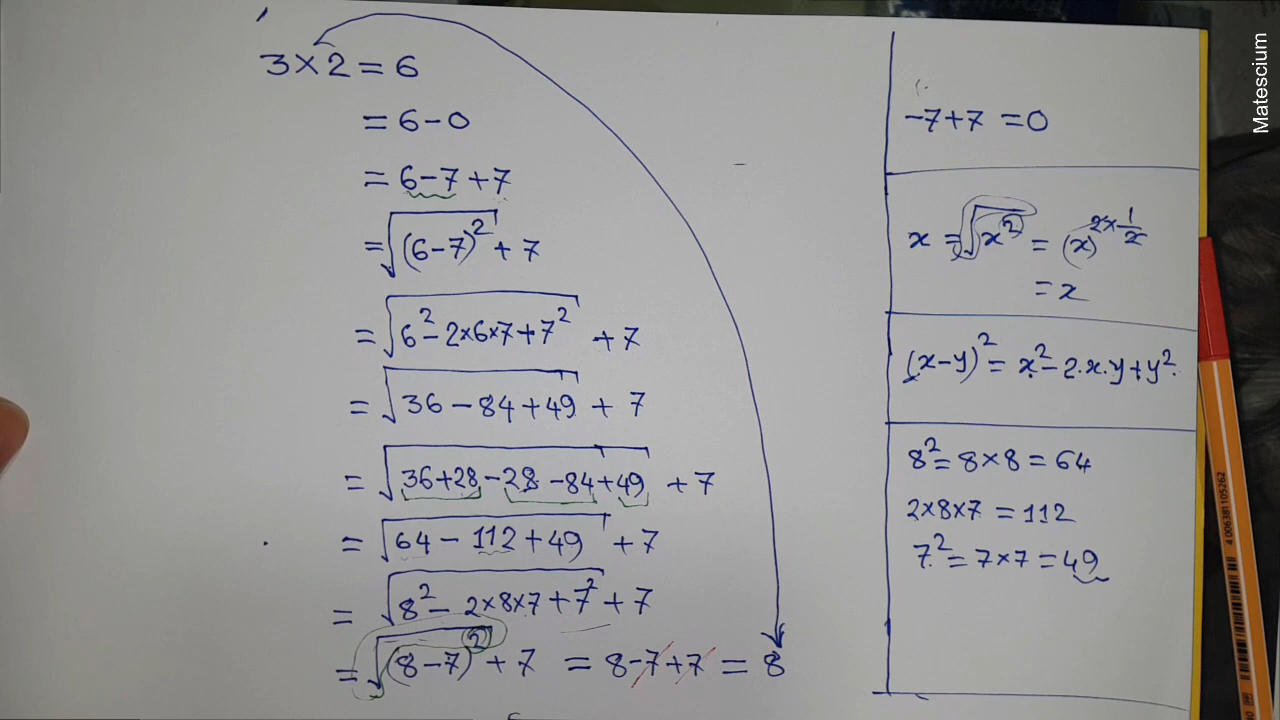 3×2 = 6
= 6-0
= 6-7+7
= √(6-7)² + 7
= √6² - 2×6×7 + 7² + 7
= √36 - 84 + 49 + 7
= √36+28-28-84+49 + 7
= √64 - 112 + 49 + 7
= √8² - 2×8×7 + 7² + 7
= √(8-7)² + 7 = 8-7+7 = 8
-7+7 = 0
x = √x² = (x)^2×1/2
= x
(x-y)² = x² - 2.x.y + y²
8² = 8×8 = 64
2×8×7 = 112
7² = 7×7 = 49
Matescium
4 006381 105262